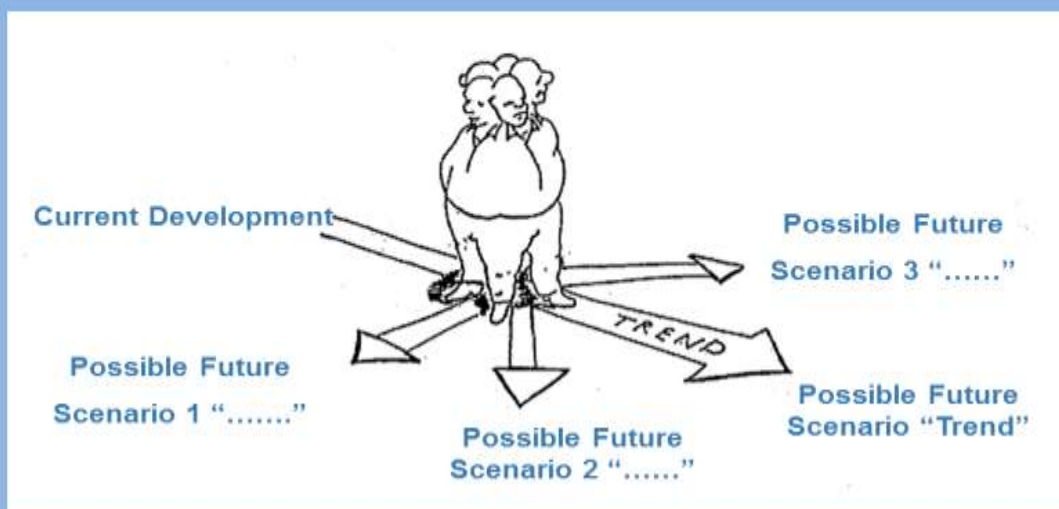 Current Development
Possible Future
Scenario 3 “......”
TREND
Possible Future
Scenario 1 “.......”
Possible Future
Scenario “Trend”
Possible Future
Scenario 2 “......”